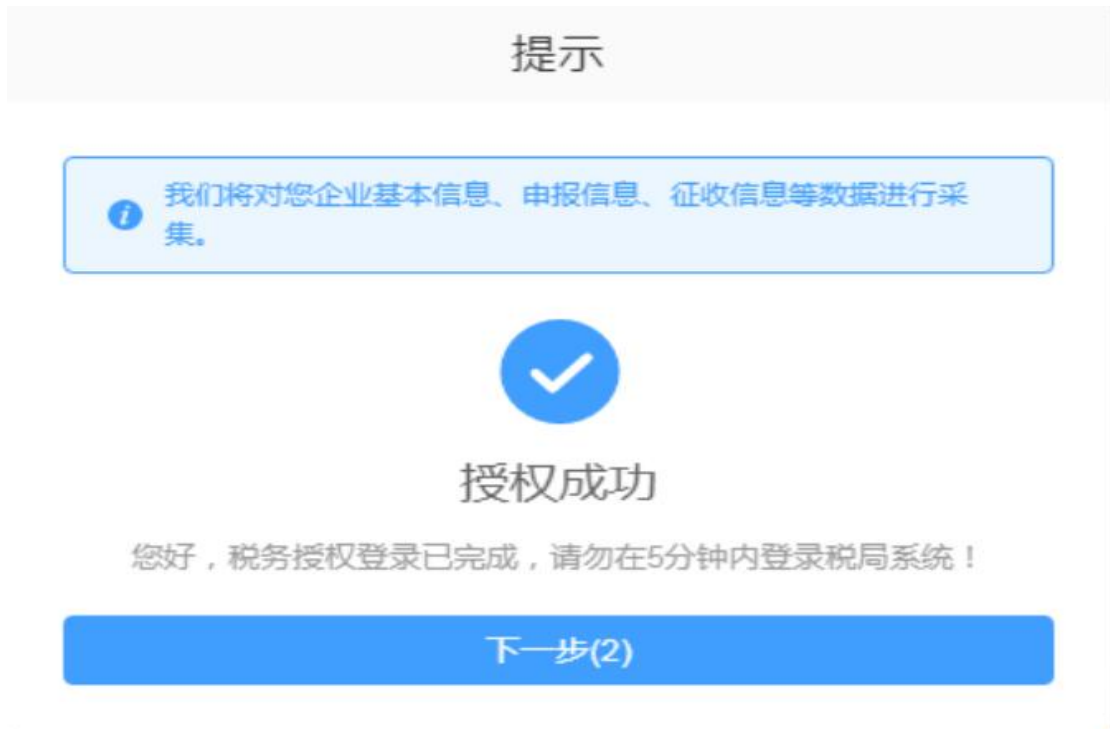 提示
我们将对您企业基本信息、申报信息、征收信息等数据进行采
集。
授权成功
您好，税务授权登录已完成，请勿在5分钟内登录税局系统！
下一步(2)